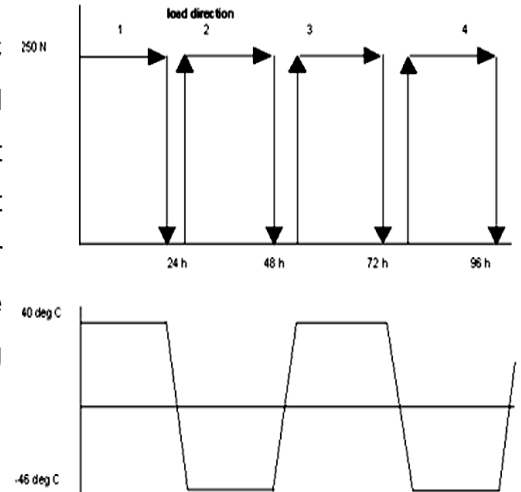 load direction
1 2 3 4
250 N
24 h 48 h 72 h 96 h
40 deg C
-46 deg C